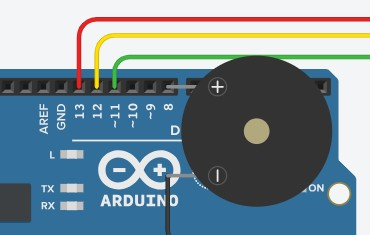 AREF
GND
13
12
~11
~10
~9
8
D
L
TX
RX
ARDUINO
ON